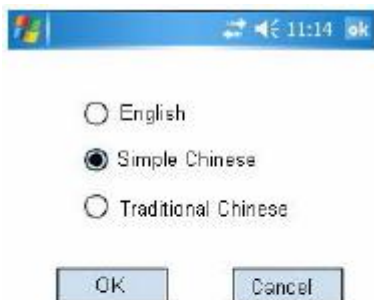 11:14 ok
English
Simple Chinese
Traditional Chinese
OK Cancel